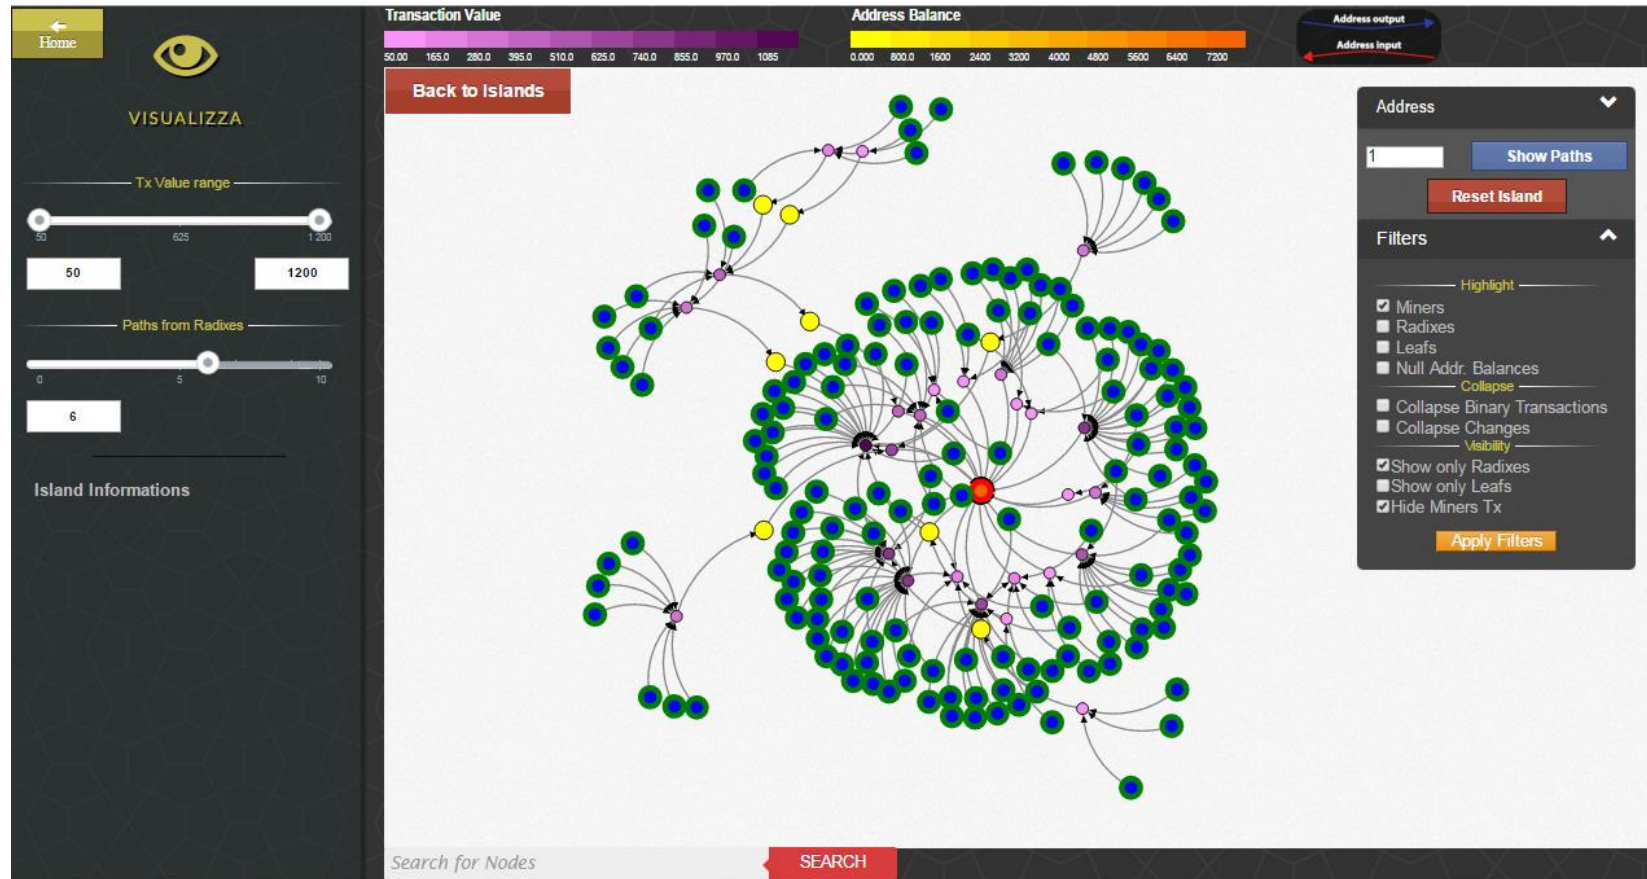 Home
VISUALIZZA
Tx Value range
50 625 1 200
50 1200
Paths from Radixes
0 5 10
6
Island Informations
Transaction Value
50.00 165.0 280.0 395.0 510.0 625.0 740.0 855.0 970.0 1085
Address Balance
0.000 800.0 1600 2400 3200 4000 4800 5600 6400 7200
Address output
Address input
Back to Islands
Address
1 Show Paths
Reset Island
Filters
Highlight
Miners
Radixes
Leafs
Null Addr. Balances
Collapse
Collapse Binary Transactions
Collapse Changes
Visibility
Show only Radixes
Show only Leafs
Hide Miners Tx
Apply Filters
Search for Nodes SEARCH